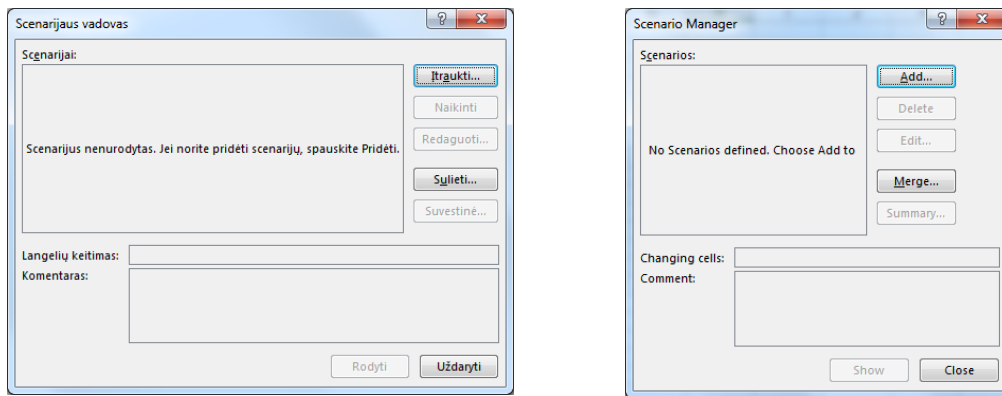 Scenarijaus vadovas
Scenarijai:
Scenarijus nenurodytas. Jei norite pridėti scenarijų, spauskite Pridėti.
Įtraukti...
Naikinti
Redaguoti...
Sulieti...
Suvestinė...
Langelių keitimas:
Komentaras:
Rodyti
Uždaryti
Scenario Manager
Scenarios:
No Scenarios defined. Choose Add to
Add...
Delete
Edit...
Merge...
Summary...
Changing cells:
Comment:
Show
Close